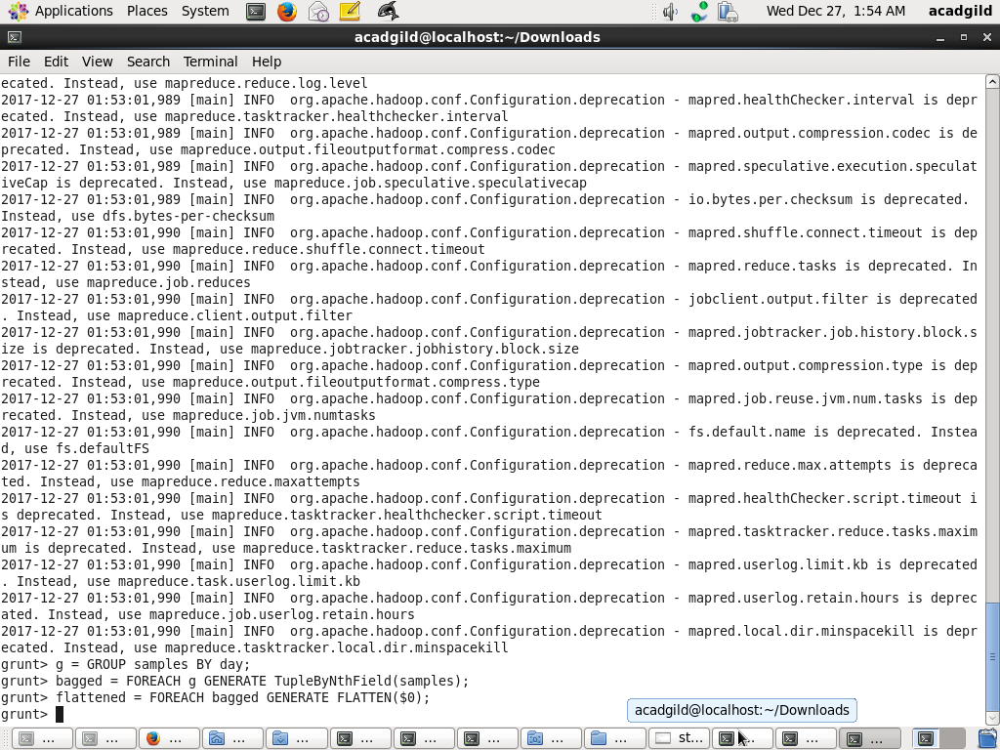 Applications Places System Wed Dec 27, 1:54 AM acadgild
acadgild@localhost:~/Downloads
File Edit View Search Terminal Help
ecated. Instead, use mapreduce.reduce.log.level
2017-12-27 01:53:01,989 [main] INFO  org.apache.hadoop.conf.Configuration.deprecation - mapred.healthChecker.interval is depr
ecated. Instead, use mapreduce.tasktracker.healthchecker.interval
2017-12-27 01:53:01,989 [main] INFO  org.apache.hadoop.conf.Configuration.deprecation - mapred.output.compression.codec is de
precated. Instead, use mapreduce.output.fileoutputformat.compress.codec
2017-12-27 01:53:01,989 [main] INFO  org.apache.hadoop.conf.Configuration.deprecation - mapred.speculative.execution.speculat
iveCap is deprecated. Instead, use mapreduce.job.speculative.speculativecap
2017-12-27 01:53:01,989 [main] INFO  org.apache.hadoop.conf.Configuration.deprecation - io.bytes.per.checksum is deprecated.
Instead, use dfs.bytes-per-checksum
2017-12-27 01:53:01,990 [main] INFO  org.apache.hadoop.conf.Configuration.deprecation - mapred.shuffle.connect.timeout is dep
recated. Instead, use mapreduce.reduce.shuffle.connect.timeout
2017-12-27 01:53:01,990 [main] INFO  org.apache.hadoop.conf.Configuration.deprecation - mapred.reduce.tasks is deprecated. In
stead, use mapreduce.job.reduces
2017-12-27 01:53:01,990 [main] INFO  org.apache.hadoop.conf.Configuration.deprecation - jobclient.output.filter is deprecated
. Instead, use mapreduce.client.output.filter
2017-12-27 01:53:01,990 [main] INFO  org.apache.hadoop.conf.Configuration.deprecation - mapred.jobtracker.job.history.block.s
ize is deprecated. Instead, use mapreduce.jobtracker.jobhistory.block.size
2017-12-27 01:53:01,990 [main] INFO  org.apache.hadoop.conf.Configuration.deprecation - mapred.output.compression.type is dep
recated. Instead, use mapreduce.output.fileoutputformat.compress.type
2017-12-27 01:53:01,990 [main] INFO  org.apache.hadoop.conf.Configuration.deprecation - mapred.job.reuse.jvm.num.tasks is dep
recated. Instead, use mapreduce.job.jvm.numtasks
2017-12-27 01:53:01,990 [main] INFO  org.apache.hadoop.conf.Configuration.deprecation - fs.default.name is deprecated. Instea
d, use fs.defaultFS
2017-12-27 01:53:01,990 [main] INFO  org.apache.hadoop.conf.Configuration.deprecation - mapred.reduce.max.attempts is depreca
ted. Instead, use mapreduce.reduce.maxattempts
2017-12-27 01:53:01,990 [main] INFO  org.apache.hadoop.conf.Configuration.deprecation - mapred.healthChecker.script.timeout i
s deprecated. Instead, use mapreduce.tasktracker.healthchecker.script.timeout
2017-12-27 01:53:01,990 [main] INFO  org.apache.hadoop.conf.Configuration.deprecation - mapred.tasktracker.reduce.tasks.maxim
um is deprecated. Instead, use mapreduce.tasktracker.reduce.tasks.maximum
2017-12-27 01:53:01,990 [main] INFO  org.apache.hadoop.conf.Configuration.deprecation - mapred.userlog.limit.kb is deprecated
. Instead, use mapreduce.task.userlog.limit.kb
2017-12-27 01:53:01,990 [main] INFO  org.apache.hadoop.conf.Configuration.deprecation - mapred.userlog.retain.hours is deprec
ated. Instead, use mapreduce.job.userlog.retain.hours
2017-12-27 01:53:01,990 [main] INFO  org.apache.hadoop.conf.Configuration.deprecation - mapred.local.dir.minspacekill is depr
ecated. Instead, use mapreduce.tasktracker.local.dir.minspacekill
grunt> g = GROUP samples BY day;
grunt> bagged = FOREACH g GENERATE TupleByNthField(samples);
grunt> flattened = FOREACH bagged GENERATE FLATTEN($0);
grunt>
acadgild@localhost:~/Downloads
... ... ... ... ... ... ... ... ... ... st... ... ... ...